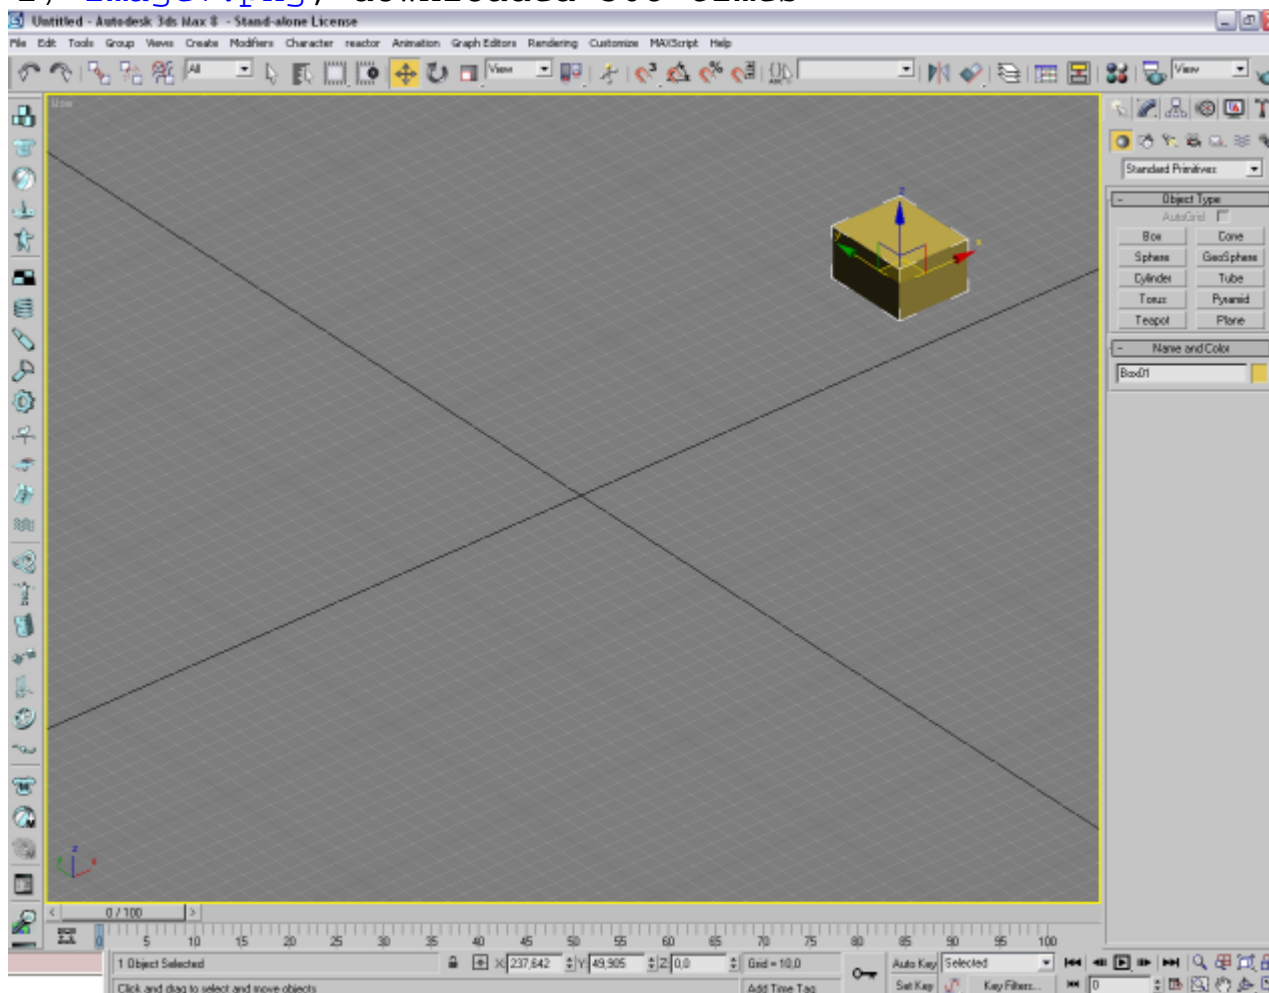 Untitled - Autodesk 3ds Max 8 - Stand-alone License
File Edit Tools Group Views Create Modifiers Character reactor Animation Graph Editors Rendering Customize MAXScript Help
All View View
User
Standard Primitives
- Object Type
AutoGrid
Box Cone
Sphere GeoSphere
Cylinder Tube
Torus Pyramid
Teapot Plane
- Name and Color
Box01
z
y x
z
0 / 100
0 5 10 15 20 25 30 35 40 45 50 55 60 65 70 75 80 85 90 95 100
1 Object Selected X: 237,642 Y: 49,905 Z: 0,0 Grid = 10,0 Auto Key Selected
Click and drag to select and move objects Add Time Tag Set Key Key Filters... 0